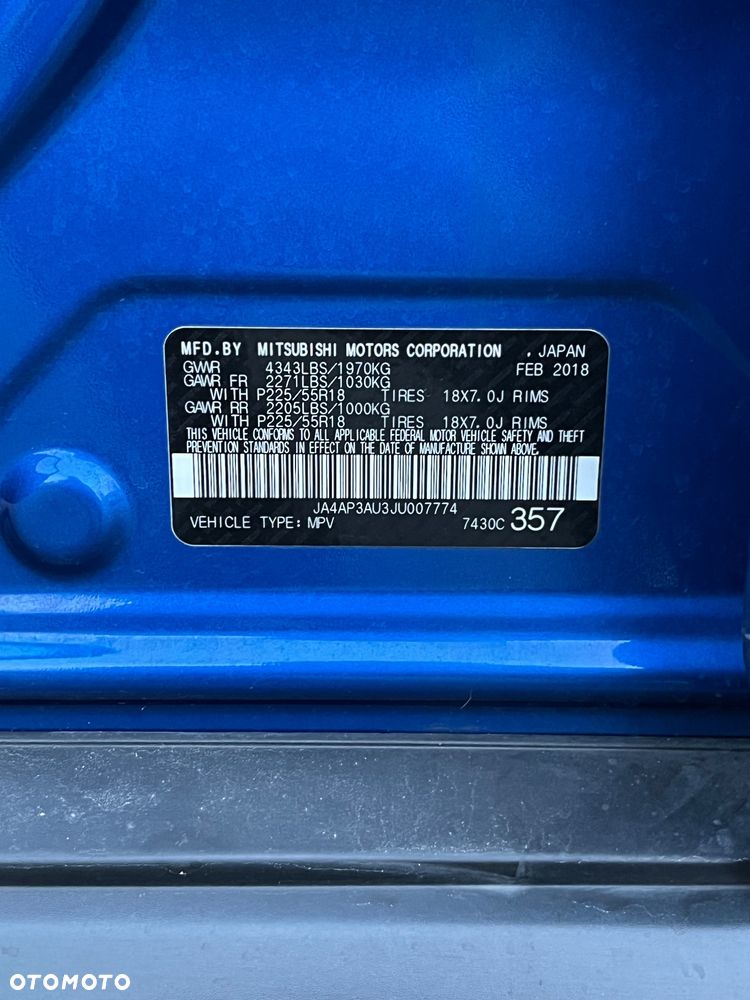 MFD.BY MITSUBISHI MOTORS CORPORATION , JAPAN
GVWR 4343LBS/1970KG FEB 2018
GAWR FR 2271LBS/1030KG
WITH P225/55R18 TIRES 18X7.0J RIMS
GAWR RR 2205LBS/1000KG
WITH P225/55R18 TIRES 18X7.0J RIMS
THIS VEHICLE CONFORMS TO ALL APPLICABLE FEDERAL MOTOR VEHICLE SAFETY AND THEFT
PREVENTION STANDARDS IN EFFECT ON THE DATE OF MANUFACTURE SHOWN ABOVE.
JA4AP3AU3JU007774
VEHICLE TYPE: MPV 7430C 357
OTOMOTO